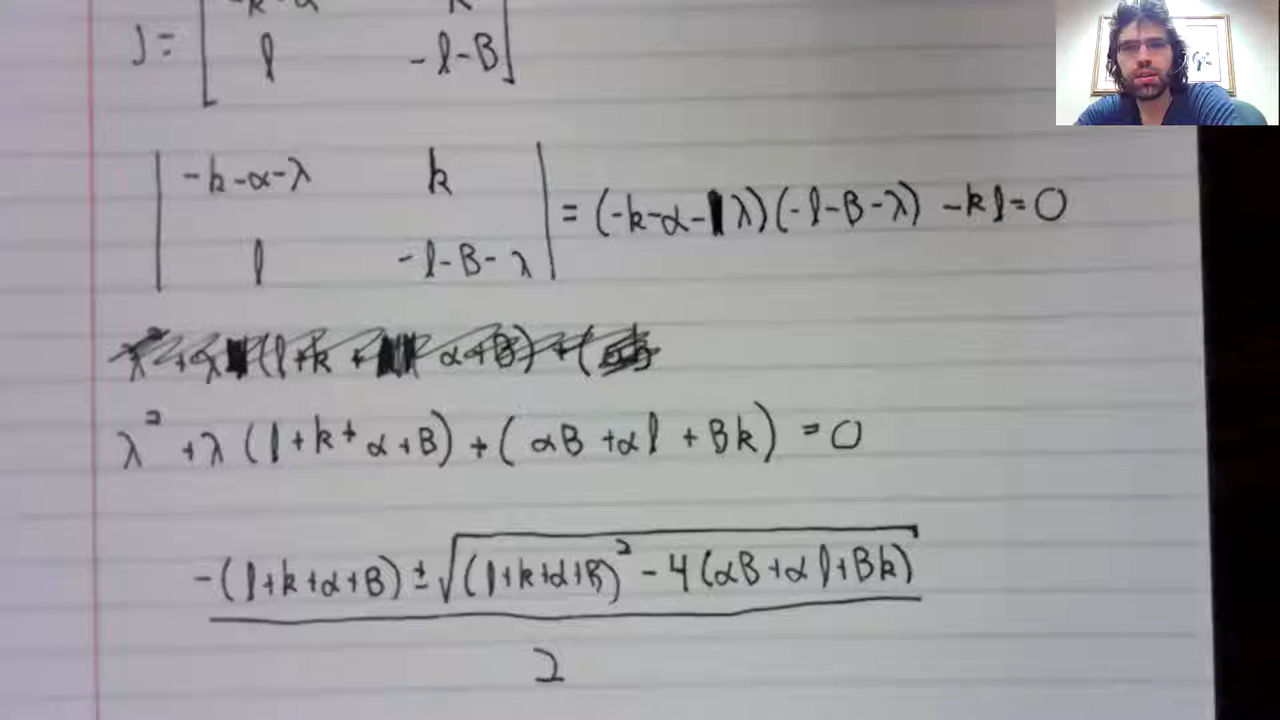 -k-α k
J = [ l -l-B ]
| -k-α-λ k |
= (-k-α-λ)(-l-B-λ) -kl=0
| l -l-B-λ |
λ² +λ (l+k+α+B) + (αB +αl +Bk) =0
-(l+k+α+B) ± √(l+k+α+B)² - 4(αB+αl+Bk)
2